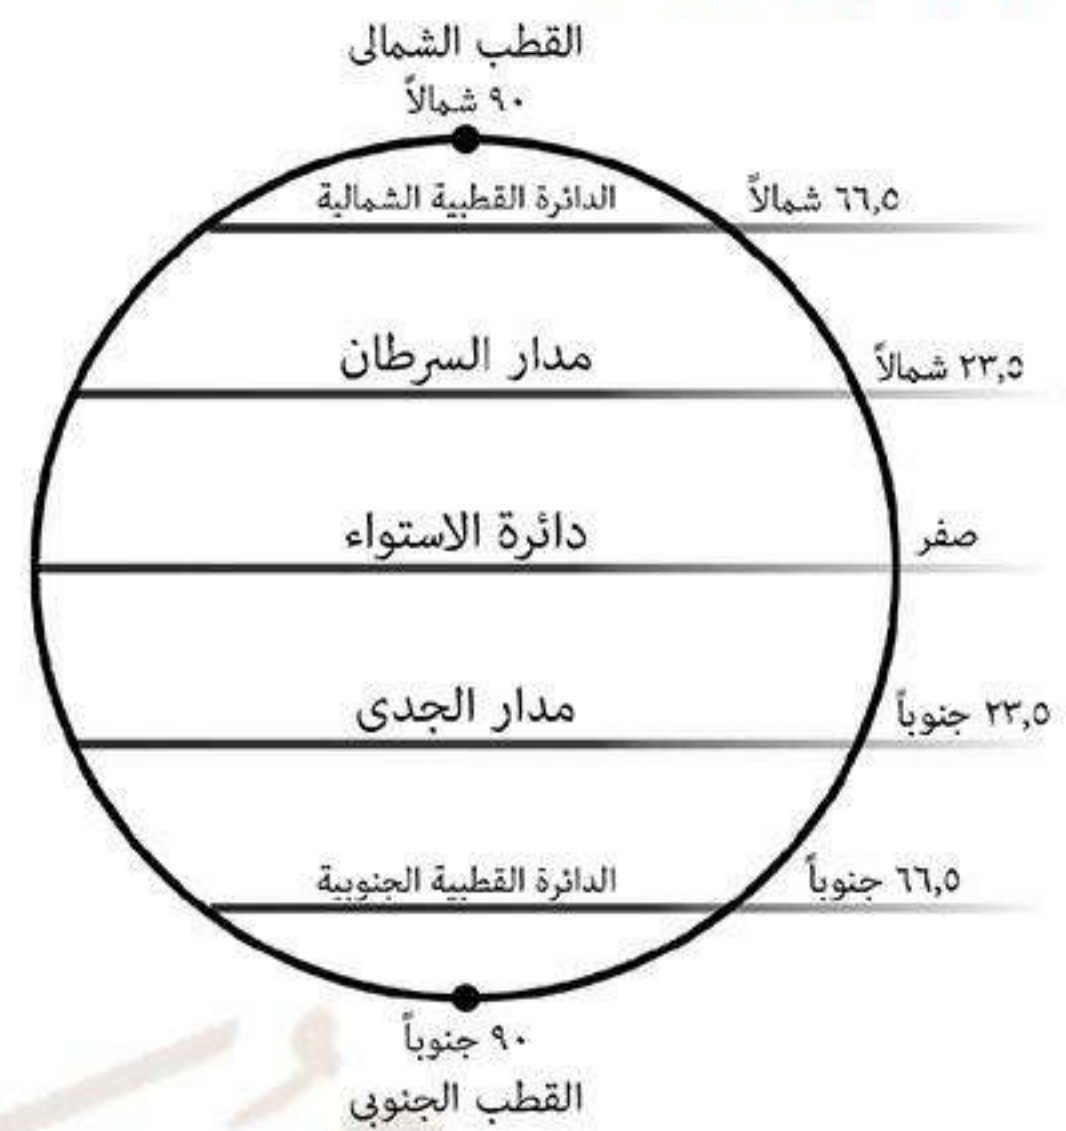 القطب الشمالى
٩٠ شمالاً
الدائرة القطبية الشمالية
٦٦,٥ شمالاً
مدار السرطان
٢٣,٥ شمالاً
دائرة الاستواء
صفر
مدار الجدى
٢٣,٥ جنوباً
الدائرة القطبية الجنوبية
٦٦,٥ جنوباً
٩٠ جنوباً
القطب الجنوبى